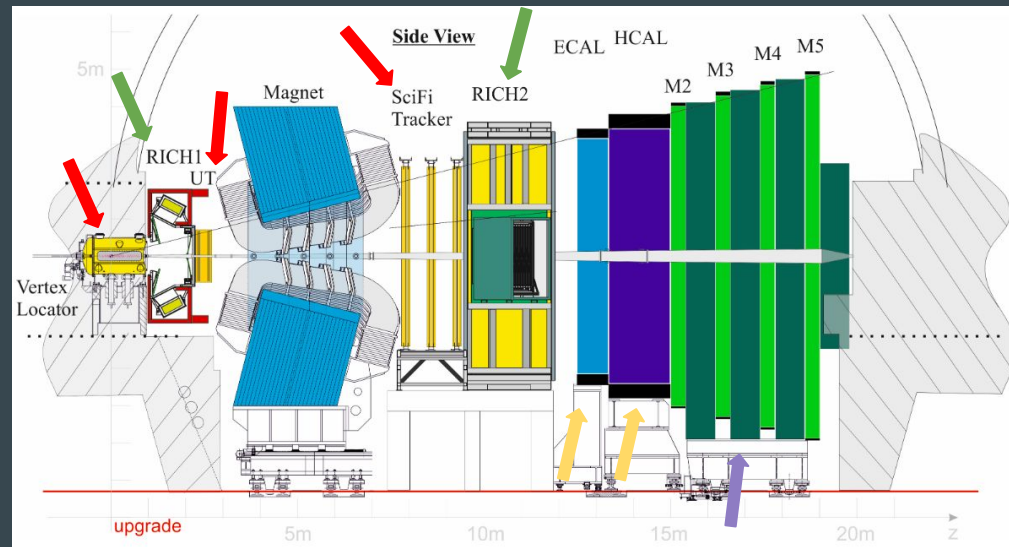 Side View
ECAL
HCAL
M5
M4
M3
M2
5m
Magnet
SciFi
Tracker
RICH2
RICH1
UT
Vertex
Locator
upgrade
5m
10m
15m
20m
z